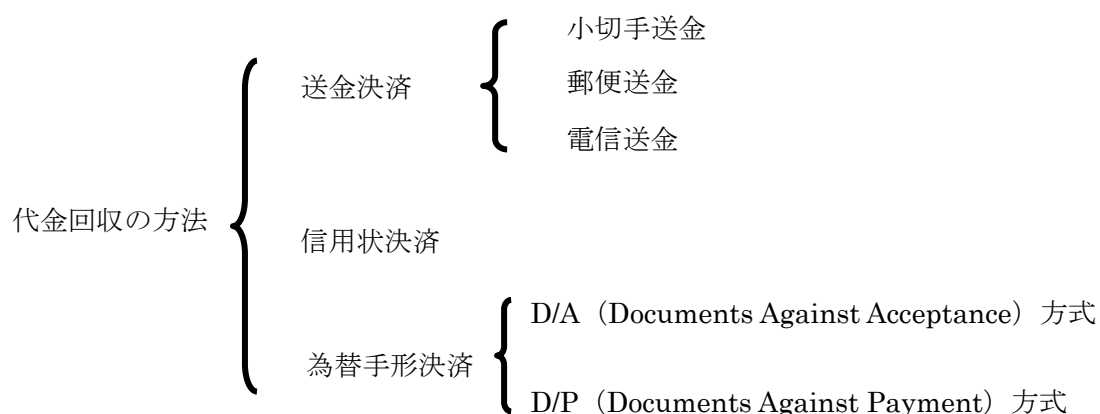 小切手送金
送金決済
郵便送金
電信送金
代金回収の方法
信用状決済
D/A（Documents Against Acceptance）方式
為替手形決済
D/P（Documents Against Payment）方式